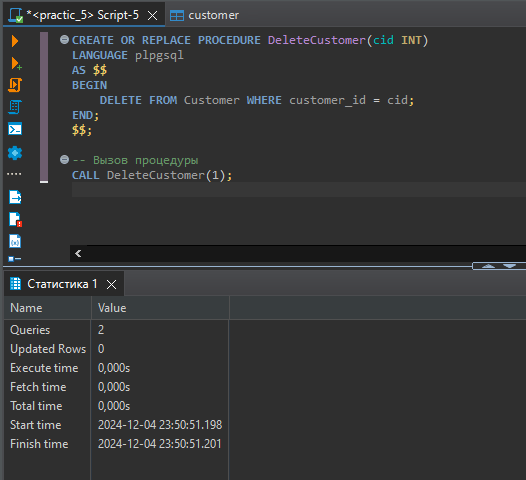 *<practic_5> Script-5
customer
CREATE OR REPLACE PROCEDURE DeleteCustomer(cid INT)
LANGUAGE plpgsql
AS $$
BEGIN
    DELETE FROM Customer WHERE customer_id = cid;
END;
$$;
-- Вызов процедуры
CALL DeleteCustomer(1);
Статистика 1
Name Value
Queries 2
Updated Rows 0
Execute time 0,000s
Fetch time 0,000s
Total time 0,000s
Start time 2024-12-04 23:50:51.198
Finish time 2024-12-04 23:50:51.201